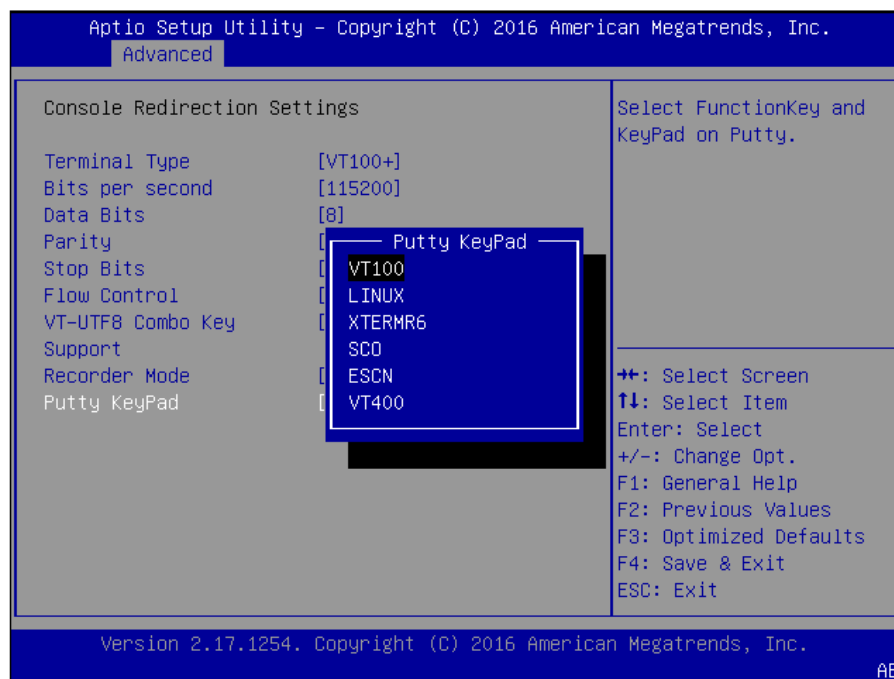 Aptio Setup Utility – Copyright (C) 2016 American Megatrends, Inc.
Advanced
Console Redirection Settings
Terminal Type [VT100+]
Bits per second [115200]
Data Bits [8]
Parity [
Stop Bits [
Flow Control [
VT-UTF8 Combo Key [
Support
Recorder Mode [
Putty KeyPad [
Putty KeyPad
VT100
LINUX
XTERMR6
SCO
ESCN
VT400
Select FunctionKey and
KeyPad on Putty.
→←: Select Screen
↑↓: Select Item
Enter: Select
+/-: Change Opt.
F1: General Help
F2: Previous Values
F3: Optimized Defaults
F4: Save & Exit
ESC: Exit
Version 2.17.1254. Copyright (C) 2016 American Megatrends, Inc.
AB